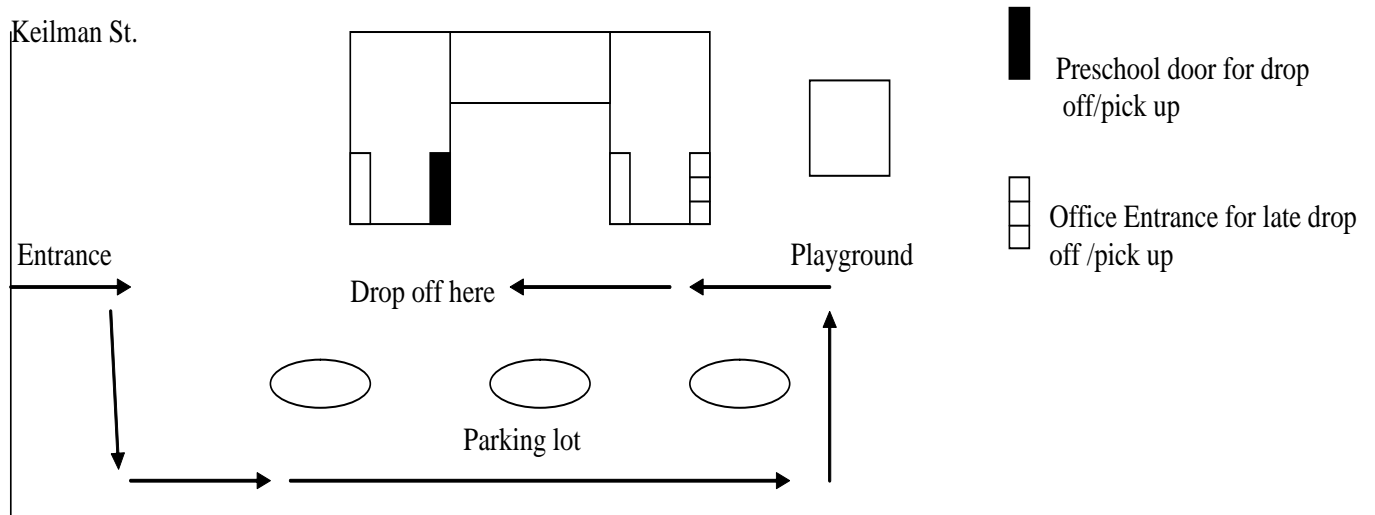 Keilman St.
Preschool door for drop
off/pick up
Office Entrance for late drop
off /pick up
Entrance
Playground
Drop off here
Parking lot